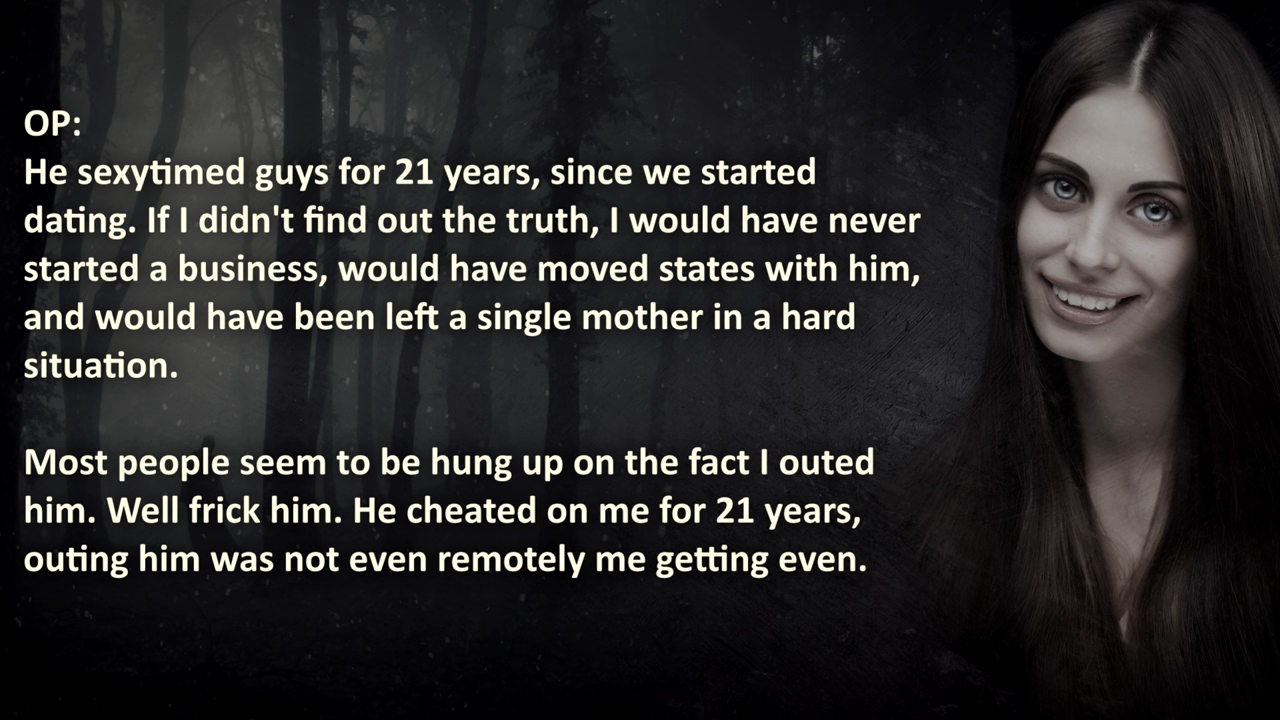 OP:
He sexytimed guys for 21 years, since we started
dating. If I didn't find out the truth, I would have never
started a business, would have moved states with him,
and would have been left a single mother in a hard
situation.
Most people seem to be hung up on the fact I outed
him. Well frick him. He cheated on me for 21 years,
outing him was not even remotely me getting even.